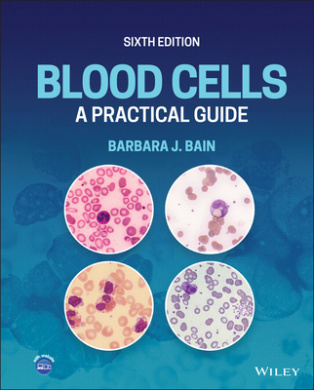 SIXTH EDITION
BLOOD CELLS
A PRACTICAL GUIDE
BARBARA J. BAIN
WILEY